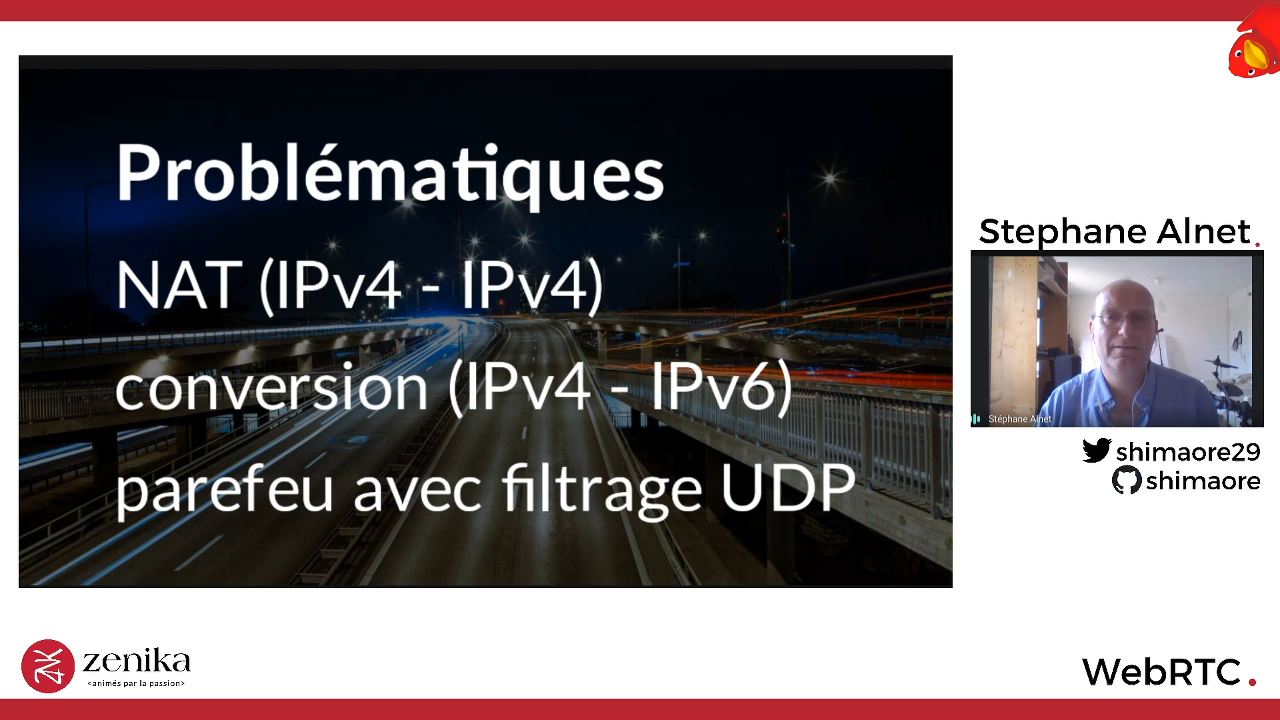 Problématiques
NAT (IPv4 - IPv4)
conversion (IPv4 - IPv6)
parefeu avec filtrage UDP
Stephane Alnet.
Stéphane Alnet
shimaore29
shimaore
zenika
<animés par la passion>
WebRTC.